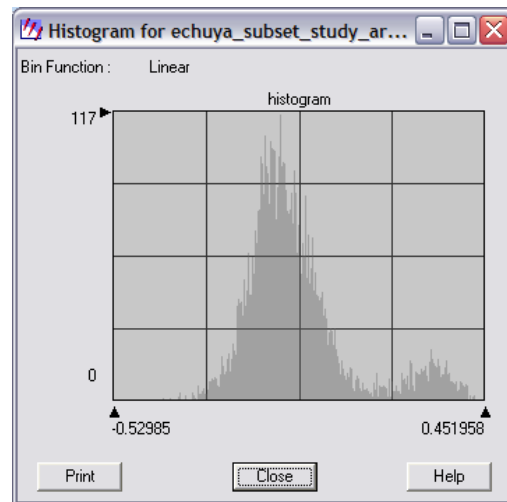 Histogram for echuya_subset_study_ar...
Bin Function : Linear
histogram
117
0
-0.52985 0.451958
Print Close Help